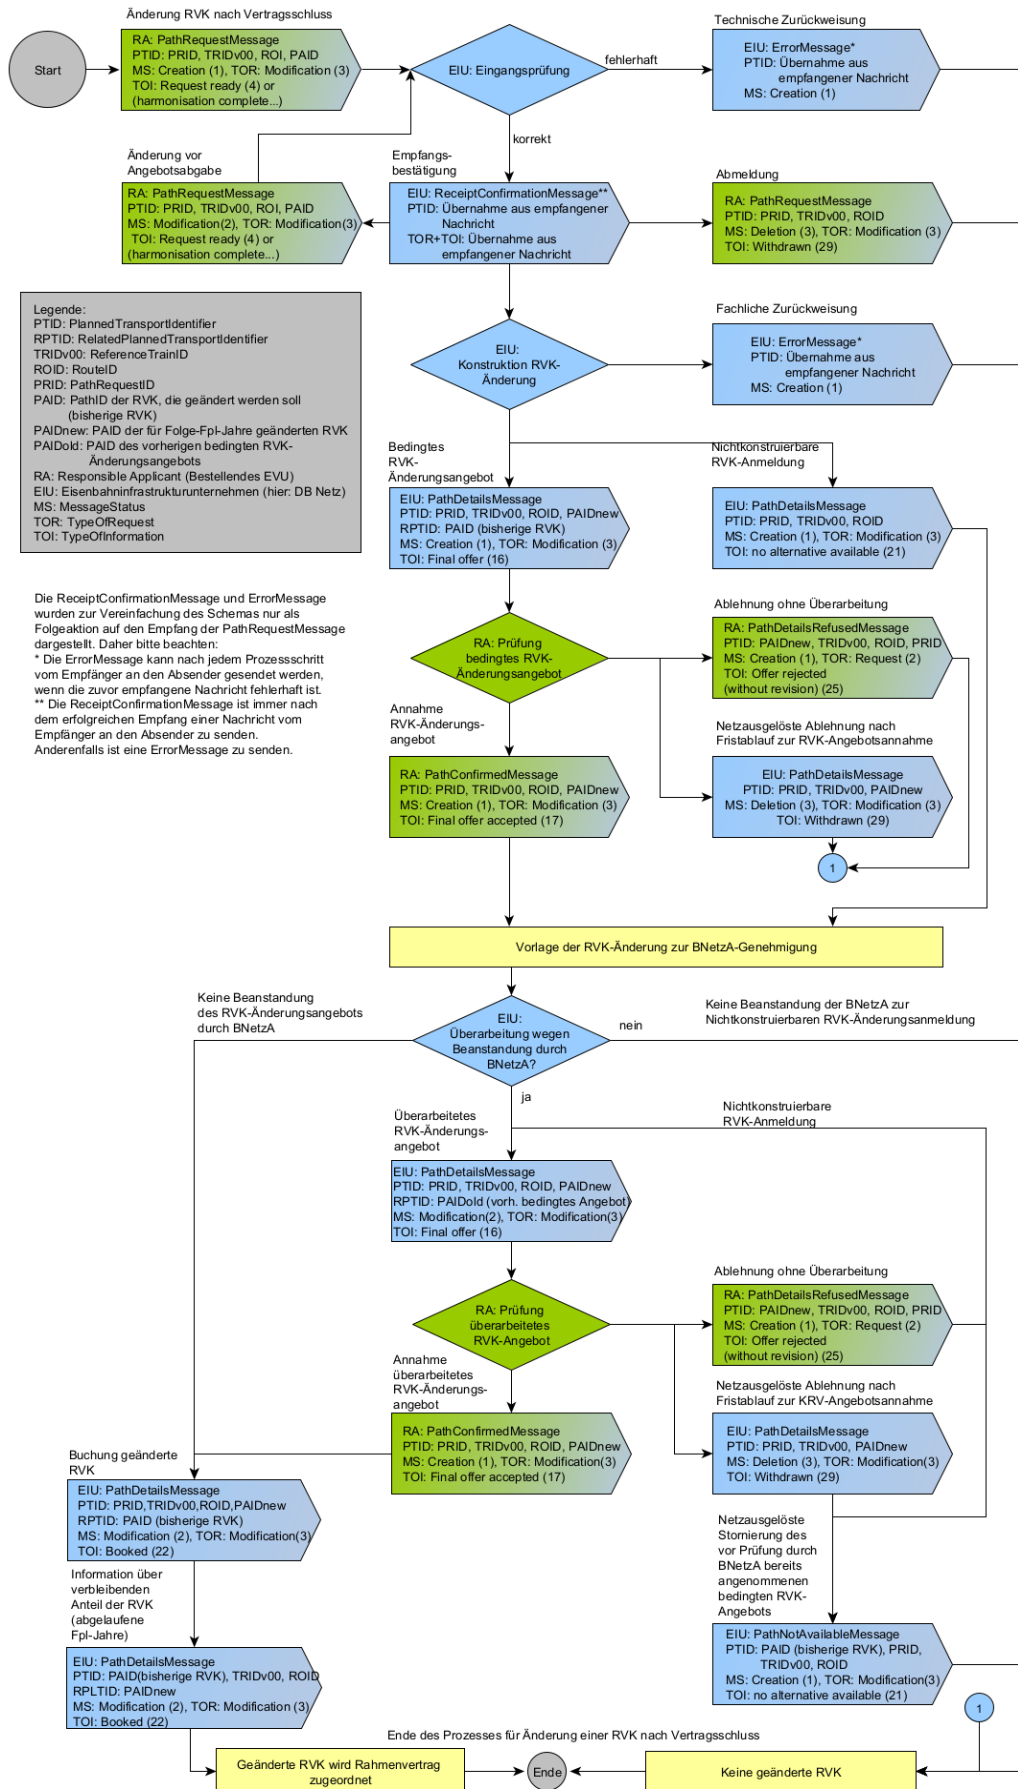 Änderung RVK nach Vertragsschluss
Start
RA: PathRequestMessage
PTID: PRID, TRIDv00, ROI, PAID
MS: Creation (1), TOR: Modification (3)
TOI: Request ready (4) or
(harmonisation complete...)
EIU: Eingangsprüfung
fehlerhaft
korrekt
Technische Zurückweisung
EIU: ErrorMessage*
PTID: Übernahme aus
empfangener Nachricht
MS: Creation (1)
Änderung vor
Angebotsabgabe
RA: PathRequestMessage
PTID: PRID, TRIDv00, ROI, PAID
MS: Modification(2), TOR: Modification(3)
TOI: Request ready (4) or
(harmonisation complete...)
Empfangs-
bestätigung
EIU: ReceiptConfirmationMessage**
PTID: Übernahme aus empfangener
Nachricht
TOR+TOI: Übernahme aus
empfangener Nachricht
Abmeldung
RA: PathRequestMessage
PTID: PRID, TRIDv00, ROID
MS: Deletion (3), TOR: Modification (3)
TOI: Withdrawn (29)
Legende:
PTID: PlannedTransportIdentifier
RPTID: RelatedPlannedTransportIdentifier
TRIDv00: ReferenceTrainID
ROID: RouteID
PRID: PathRequestID
PAID: PathID der RVK, die geändert werden soll
(bisherige RVK)
PAIDnew: PAID der für Folge-Fpl-Jahre geänderten RVK
PAIDold: PAID des vorherigen bedingten RVK-
Änderungsangebots
RA: Responsible Applicant (Bestellendes EVU)
EIU: Eisenbahninfrastrukturunternehmen (hier: DB Netz)
MS: MessageStatus
TOR: TypeOfRequest
TOI: TypeOfInformation
EIU:
Konstruktion RVK-
Änderung
Fachliche Zurückweisung
EIU: ErrorMessage*
PTID: Übernahme aus
empfangener Nachricht
MS: Creation (1)
Bedingtes
RVK-
Änderungsangebot
EIU: PathDetailsMessage
PTID: PRID, TRIDv00, ROID, PAIDnew
RPTID: PAID (bisherige RVK)
MS: Creation (1), TOR: Modification (3)
TOI: Final offer (16)
Nichtkonstruierbare
RVK-Anmeldung
EIU: PathDetailsMessage
PTID: PRID, TRIDv00, ROID
MS: Creation (1), TOR: Modification (3)
TOI: no alternative available (21)
Die ReceiptConfirmationMessage und ErrorMessage
wurden zur Vereinfachung des Schemas nur als
Folgeaktion auf den Empfang der PathRequestMessage
dargestellt. Daher bitte beachten:
* Die ErrorMessage kann nach jedem Prozessschritt
vom Empfänger an den Absender gesendet werden,
wenn die zuvor empfangene Nachricht fehlerhaft ist.
** Die ReceiptConfirmationMessage ist immer nach
dem erfolgreichen Empfang einer Nachricht vom
Empfänger an den Absender zu senden.
Anderenfalls ist eine ErrorMessage zu senden.
RA: Prüfung
bedingtes RVK-
Änderungsangebot
Ablehnung ohne Überarbeitung
RA: PathDetailsRefusedMessage
PTID: PAIDnew, TRIDv00, ROID, PRID
MS: Creation (1), TOR: Request (2)
TOI: Offer rejected
(without revision) (25)
Annahme
RVK-Änderungs-
angebot
RA: PathConfirmedMessage
PTID: PRID, TRIDv00, ROID, PAIDnew
MS: Creation (1), TOR: Modification (3)
TOI: Final offer accepted (17)
Netzausgelöste Ablehnung nach
Fristablauf zur RVK-Angebotsannahme
EIU: PathDetailsMessage
PTID: PRID, TRIDv00, PAIDnew
MS: Deletion (3), TOR: Modification (3)
TOI: Withdrawn (29)
1
Vorlage der RVK-Änderung zur BNetzA-Genehmigung
Keine Beanstandung
des RVK-Änderungsangebots
durch BNetzA
EIU:
Überarbeitung wegen
Beanstandung durch
BNetzA?
nein
ja
Keine Beanstandung der BNetzA zur
Nichtkonstruierbaren RVK-Änderungsanmeldung
Überarbeitetes
RVK-Änderungs-
angebot
Nichtkonstruierbare
RVK-Anmeldung
EIU: PathDetailsMessage
PTID: PRID, TRIDv00, ROID, PAIDnew
RPTID: PAIDold (vorh. bedingtes Angebot)
MS: Modification(2), TOR: Modification(3)
TOI: Final offer (16)
RA: Prüfung
überarbeitetes
RVK-Angebot
Ablehnung ohne Überarbeitung
RA: PathDetailsRefusedMessage
PTID: PAIDnew, TRIDv00, ROID, PRID
MS: Creation (1), TOR: Request (2)
TOI: Offer rejected
(without revision) (25)
Annahme
überarbeitetes
RVK-Änderungs-
angebot
RA: PathConfirmedMessage
PTID: PRID, TRIDv00, ROID, PAIDnew
MS: Creation (1), TOR: Modification(3)
TOI: Final offer accepted (17)
Netzausgelöste Ablehnung nach
Fristablauf zur KRV-Angebotsannahme
EIU: PathDetailsMessage
PTID: PRID, TRIDv00, PAIDnew
MS: Deletion (3), TOR: Modification(3)
TOI: Withdrawn (29)
Buchung geänderte
RVK
EIU: PathDetailsMessage
PTID: PRID,TRIDv00,ROID,PAIDnew
RPTID: PAID (bisherige RVK)
MS: Modification (2), TOR: Modification(3)
TOI: Booked (22)
Netzausgelöste
Stornierung des
vor Prüfung durch
BNetzA bereits
angenommenen
bedingten RVK-
Angebots
Information über
verbleibenden
Anteil der RVK
(abgelaufene
Fpl-Jahre)
EIU: PathDetailsMessage
PTID: PAID(bisherige RVK), TRIDv00, ROID
RPLTID: PAIDnew
MS: Modification (2), TOR: Modification (3)
TOI: Booked (22)
EIU: PathNotAvailableMessage
PTID: PAID (bisherige RVK), PRID,
TRIDv00, ROID
MS: Creation (1), TOR: Modification(3)
TOI: no alternative available (21)
1
Ende des Prozesses für Änderung einer RVK nach Vertragsschluss
Geänderte RVK wird Rahmenvertrag
zugeordnet
Ende
Keine geänderte RVK